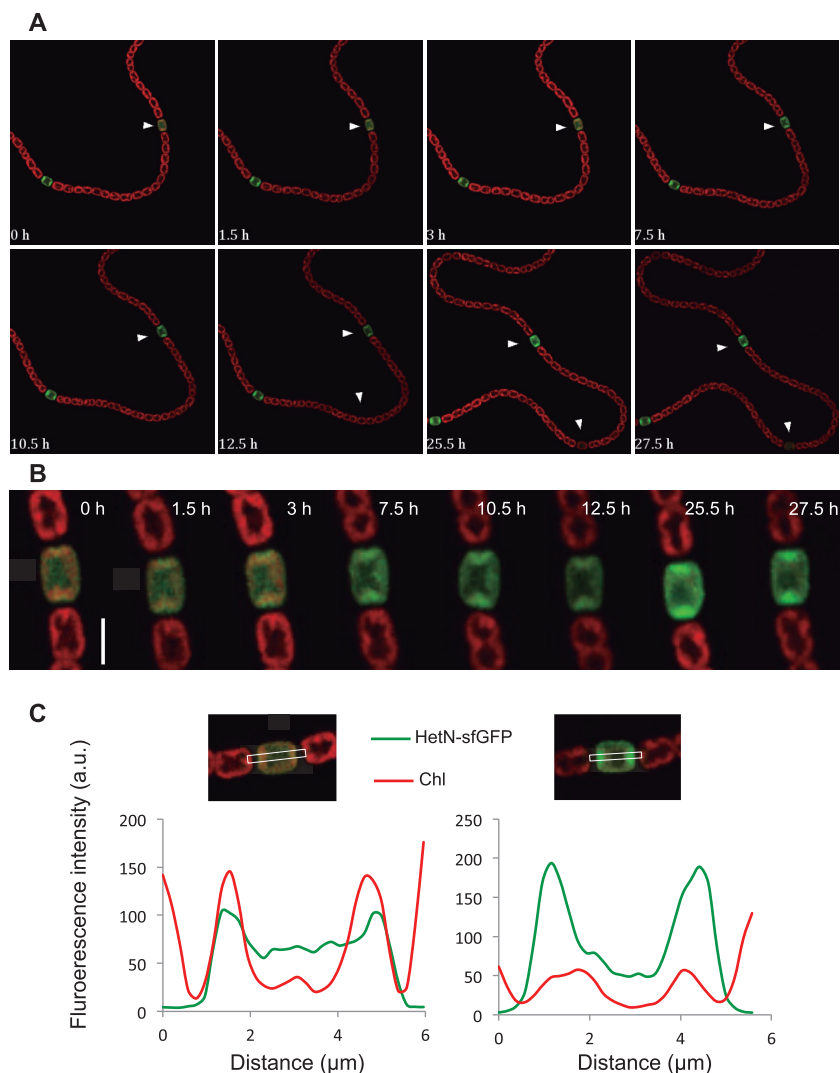 A
0 h
1.5 h
3 h
7.5 h
10.5 h
12.5 h
25.5 h
27.5 h
B
0 h 1.5 h 3 h 7.5 h 10.5 h 12.5 h 25.5 h 27.5 h
C
HetN-sfGFP
Chl
Fluroerescence intensity (a.u.)
200
150
100
50
0
0 2 4 6
Distance (µm)
250
200
150
100
50
0
0 2 4 6
Distance (µm)